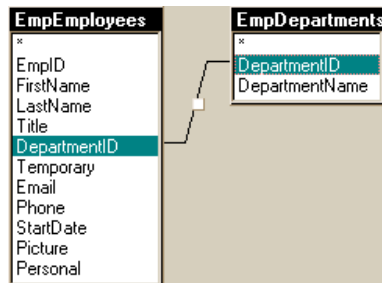 EmpEmployees
*
EmpID
FirstName
LastName
Title
DepartmentID
Temporary
Email
Phone
StartDate
Picture
Personal
EmpDepartments
*
DepartmentID
DepartmentName